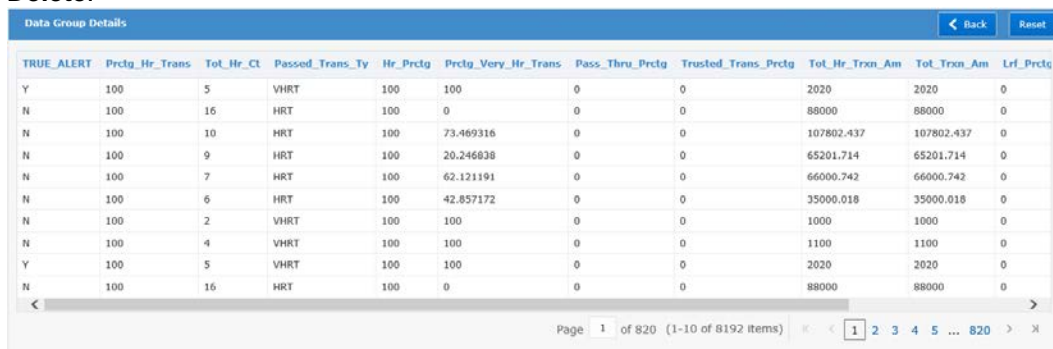 Data Group Details Back Reset
TRUE_ALERT Prctg_Hr_Trans Tot_Hr_Ct Passed_Trans_Ty Hr_Prctg Prctg_Very_Hr_Trans Pass_Thru_Prctg Trusted_Trans_Prctg Tot_Hr_Trxn_Am Tot_Trxn_Am Lrf_Prctg
Y 100 5 VHRT 100 100 0 0 2020 2020 0
N 100 16 HRT 100 0 0 0 88000 88000 0
N 100 10 HRT 100 73.469316 0 0 107802.437 107802.437 0
N 100 9 HRT 100 20.246838 0 0 65201.714 65201.714 0
N 100 7 HRT 100 62.121191 0 0 66000.742 66000.742 0
N 100 6 HRT 100 42.857172 0 0 35000.018 35000.018 0
N 100 2 VHRT 100 100 0 0 1000 1000 0
N 100 4 VHRT 100 100 0 0 1100 1100 0
Y 100 5 VHRT 100 100 0 0 2020 2020 0
N 100 16 HRT 100 0 0 0 88000 88000 0
Page 1 of 820 (1-10 of 8192 items) 1 2 3 4 5 ... 820